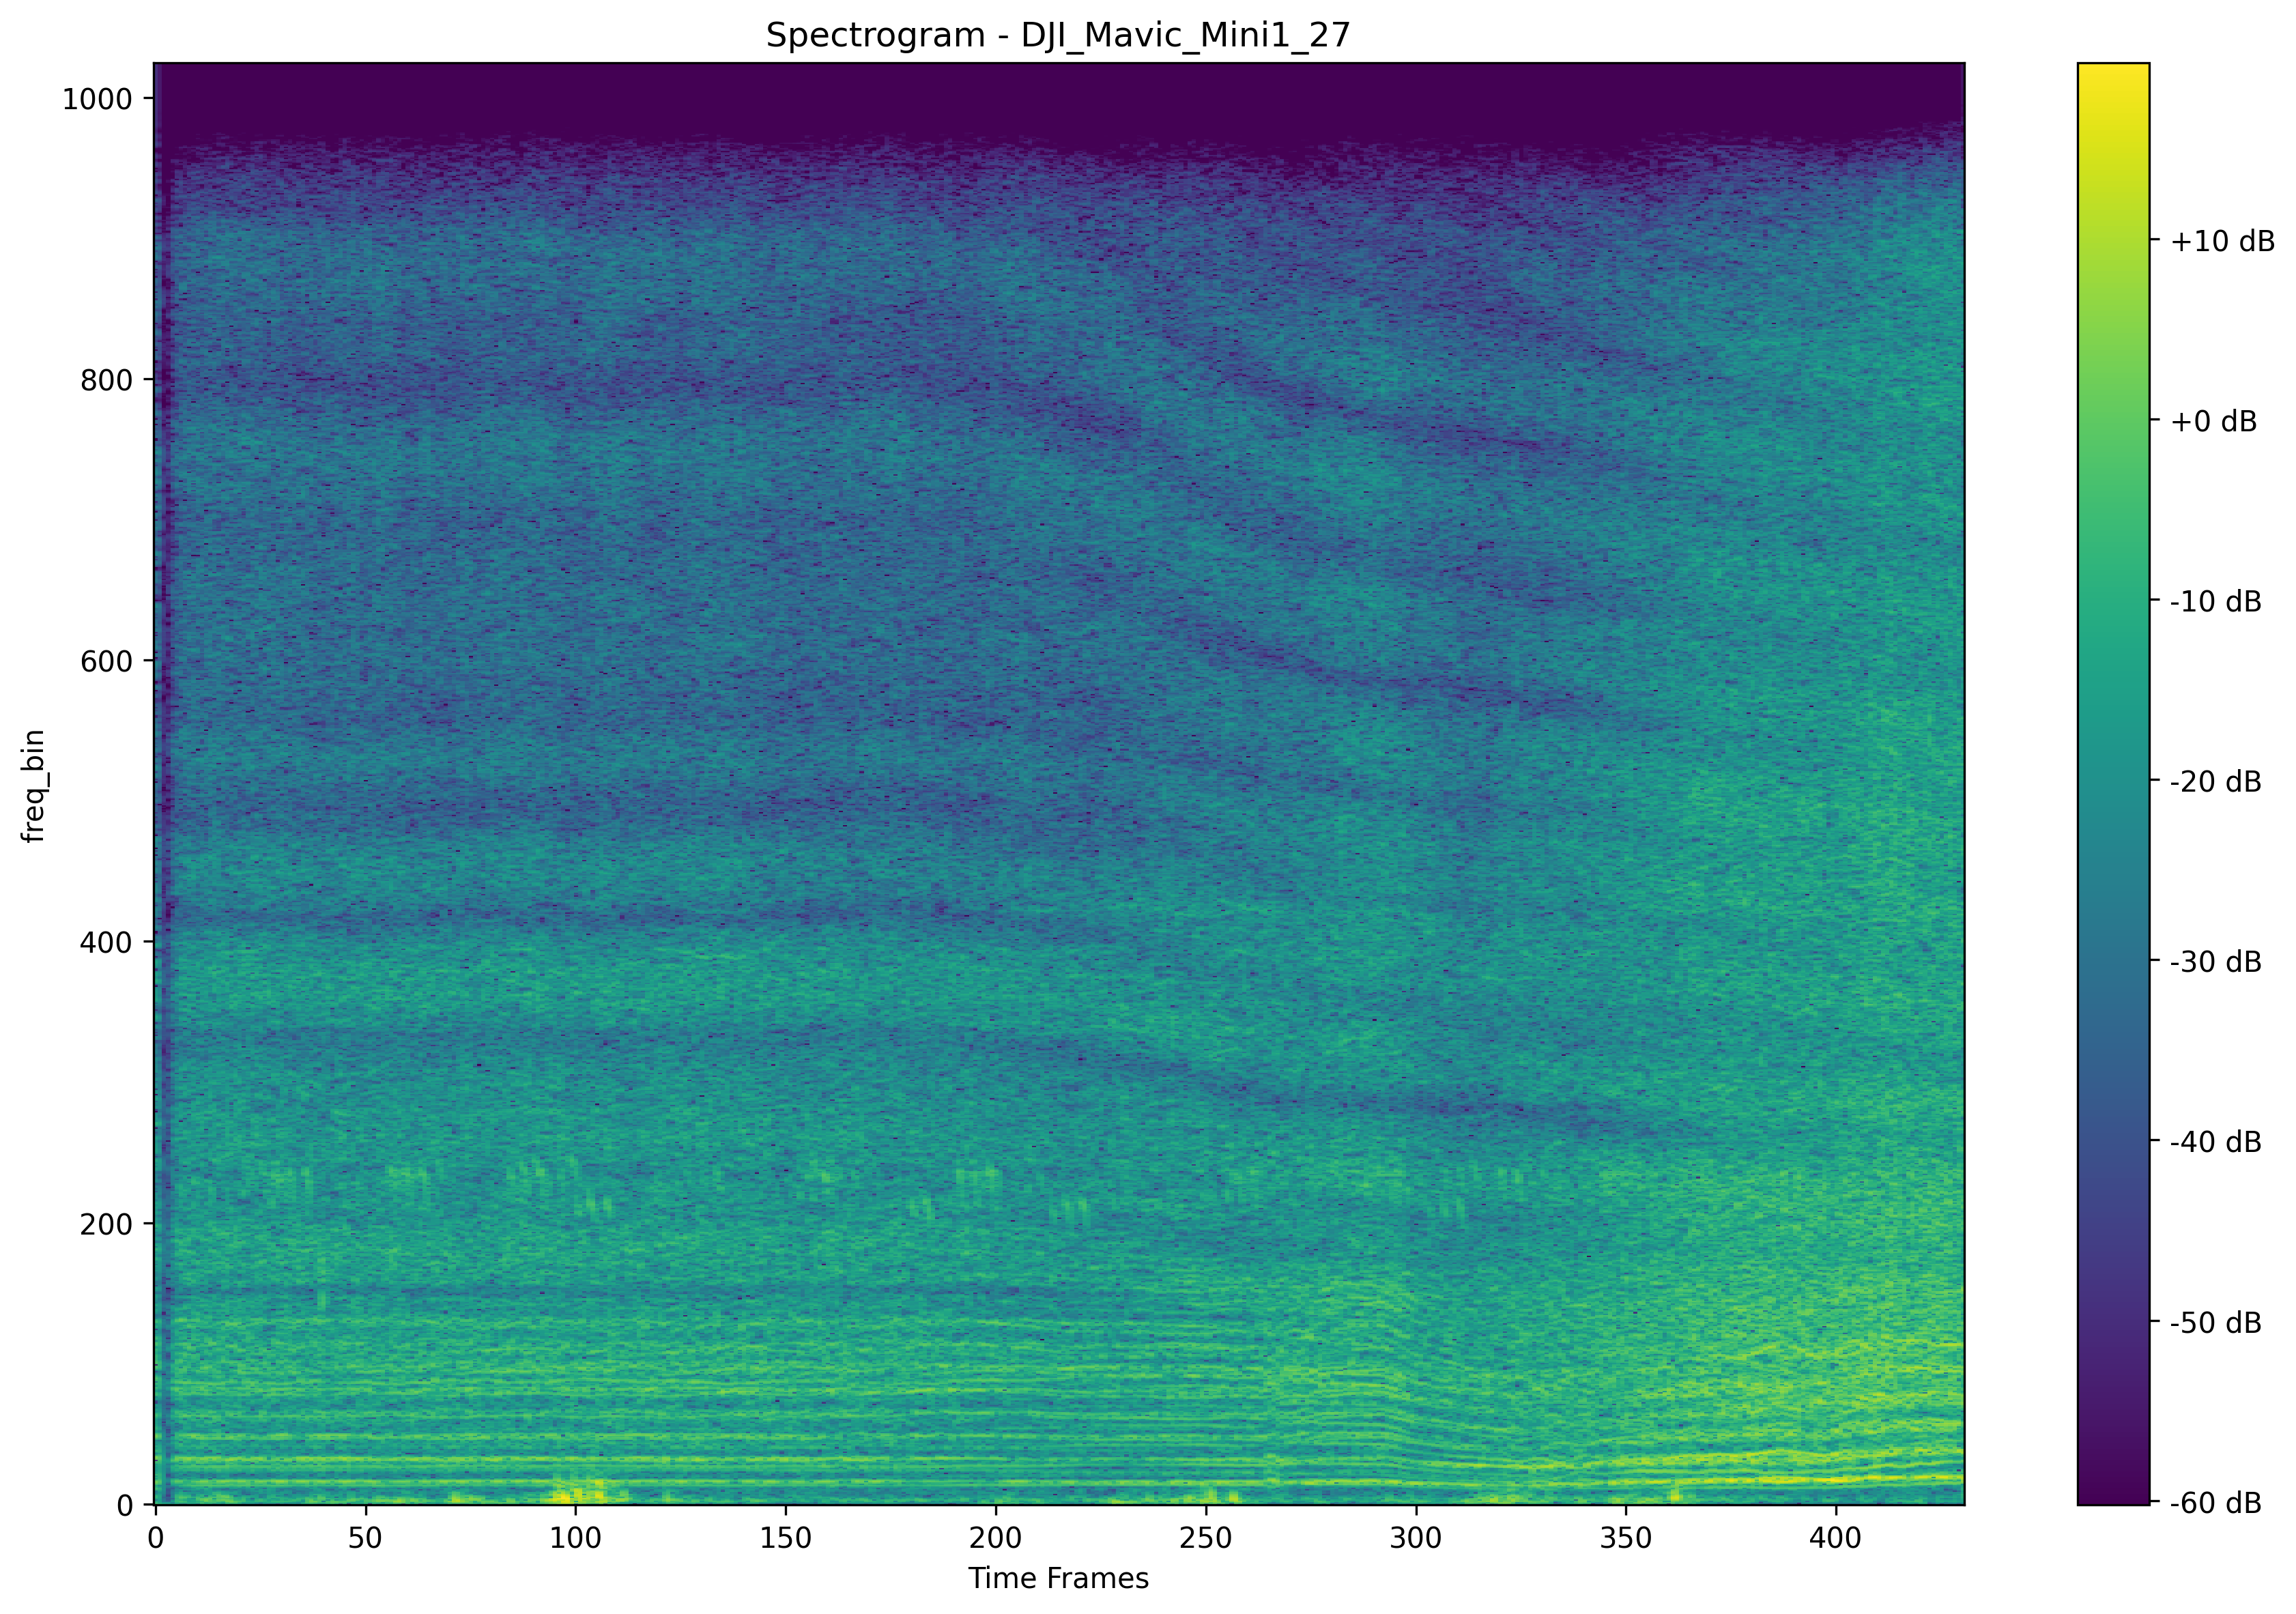 Spectrogram - DJI_Mavic_Mini1_27
1000
800
600
400
200
0
freq_bin
0 50 100 150 200 250 300 350 400
Time Frames
+10 dB
+0 dB
-10 dB
-20 dB
-30 dB
-40 dB
-50 dB
-60 dB